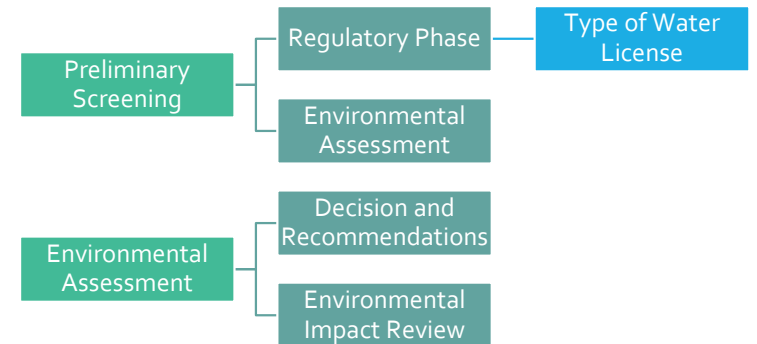 Preliminary
Screening
Regulatory Phase
Type of Water
License
Environmental
Assessment
Environmental
Assessment
Decision and
Recommendations
Environmental
Impact Review